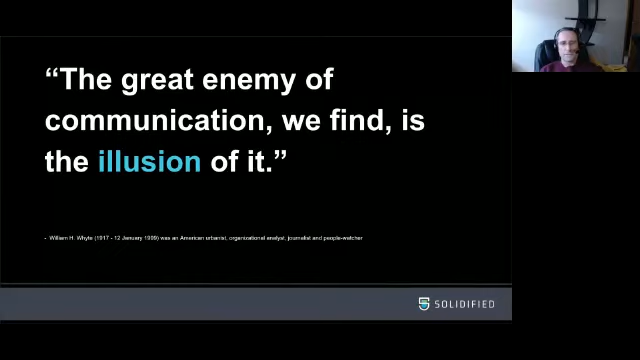 “The great enemy of
communication, we find, is
the illusion of it.”
- William H. Whyte (1917 - 12 January 1999) was an American urbanist, organizational analyst, journalist and people-watcher
SOLIDIFIED